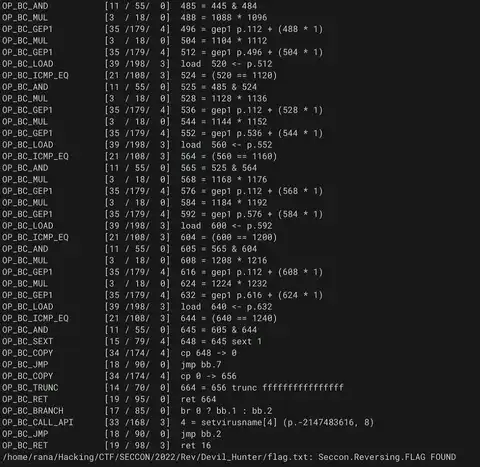 OP_BC_AND [11 / 55/ 0] 485 = 445 & 484
OP_BC_MUL [3 / 18/ 0] 488 = 1088 * 1096
OP_BC_GEP1 [35 /179/ 4] 496 = gep1 p.112 + (488 * 1)
OP_BC_MUL [3 / 18/ 0] 504 = 1104 * 1112
OP_BC_GEP1 [35 /179/ 4] 512 = gep1 p.496 + (504 * 1)
OP_BC_LOAD [39 /198/ 3] load 520 <- p.512
OP_BC_ICMP_EQ [21 /108/ 3] 524 = (520 == 1120)
OP_BC_AND [11 / 55/ 0] 525 = 485 & 524
OP_BC_MUL [3 / 18/ 0] 528 = 1128 * 1136
OP_BC_GEP1 [35 /179/ 4] 536 = gep1 p.112 + (528 * 1)
OP_BC_MUL [3 / 18/ 0] 544 = 1144 * 1152
OP_BC_GEP1 [35 /179/ 4] 552 = gep1 p.536 + (544 * 1)
OP_BC_LOAD [39 /198/ 3] load 560 <- p.552
OP_BC_ICMP_EQ [21 /108/ 3] 564 = (560 == 1160)
OP_BC_AND [11 / 55/ 0] 565 = 525 & 564
OP_BC_MUL [3 / 18/ 0] 568 = 1168 * 1176
OP_BC_GEP1 [35 /179/ 4] 576 = gep1 p.112 + (568 * 1)
OP_BC_MUL [3 / 18/ 0] 584 = 1184 * 1192
OP_BC_GEP1 [35 /179/ 4] 592 = gep1 p.576 + (584 * 1)
OP_BC_LOAD [39 /198/ 3] load 600 <- p.592
OP_BC_ICMP_EQ [21 /108/ 3] 604 = (600 == 1200)
OP_BC_AND [11 / 55/ 0] 605 = 565 & 604
OP_BC_MUL [3 / 18/ 0] 608 = 1208 * 1216
OP_BC_GEP1 [35 /179/ 4] 616 = gep1 p.112 + (608 * 1)
OP_BC_MUL [3 / 18/ 0] 624 = 1224 * 1232
OP_BC_GEP1 [35 /179/ 4] 632 = gep1 p.616 + (624 * 1)
OP_BC_LOAD [39 /198/ 3] load 640 <- p.632
OP_BC_ICMP_EQ [21 /108/ 3] 644 = (640 == 1240)
OP_BC_AND [11 / 55/ 0] 645 = 605 & 644
OP_BC_SEXT [15 / 79/ 4] 648 = 645 sext 1
OP_BC_COPY [34 /174/ 4] cp 648 -> 0
OP_BC_JMP [18 / 90/ 0] jmp bb.7
OP_BC_COPY [34 /174/ 4] cp 0 -> 656
OP_BC_TRUNC [14 / 70/ 0] 664 = 656 trunc ffffffffffffffff
OP_BC_RET [19 / 95/ 0] ret 664
OP_BC_BRANCH [17 / 85/ 0] br 0 ? bb.1 : bb.2
OP_BC_CALL_API [33 /168/ 3] 4 = setvirusname[4] (p.-2147483616, 8)
OP_BC_JMP [18 / 90/ 0] jmp bb.2
OP_BC_RET [19 / 98/ 3] ret 16
/home/rana/Hacking/CTF/SECCON/2022/Rev/Devil_Hunter/flag.txt: Seccon.Reversing.FLAG FOUND